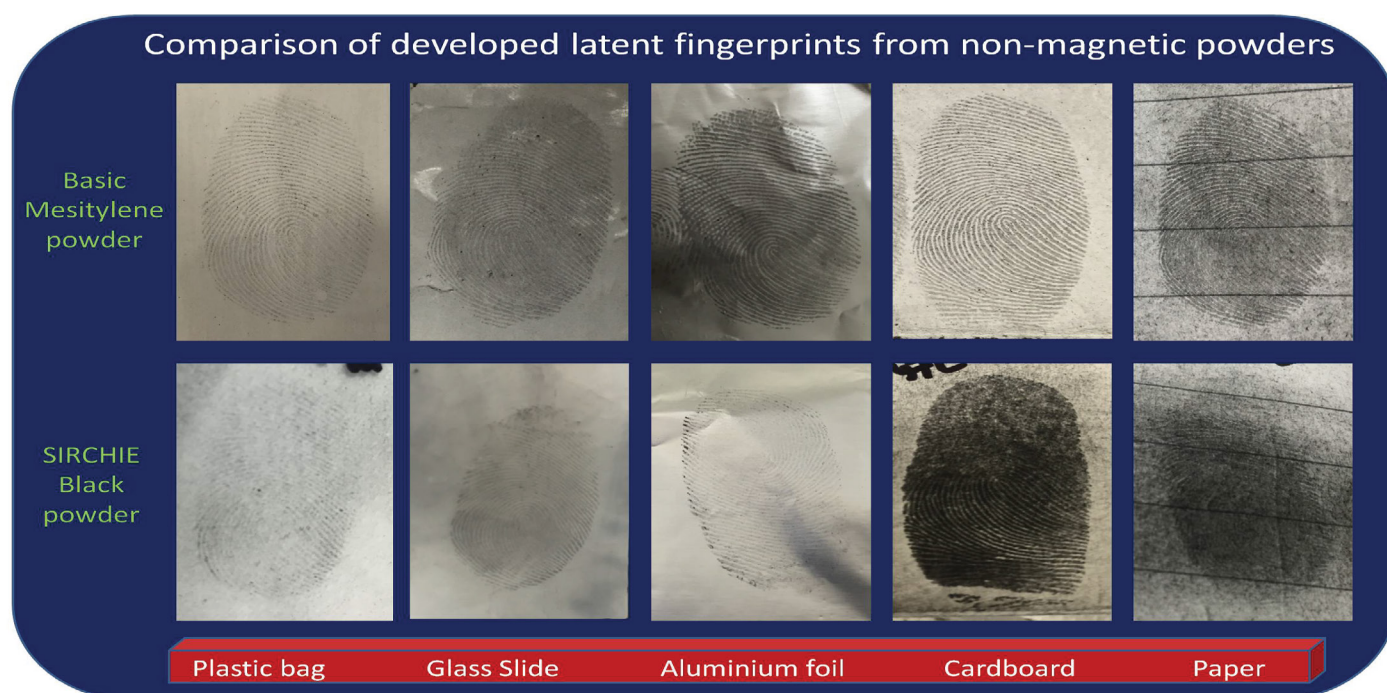 Comparison of developed latent fingerprints from non-magnetic powders
Basic
Mesitylene
powder
SIRCHIE
Black
powder
Plastic bag
Glass Slide
Aluminium foil
Cardboard
Paper